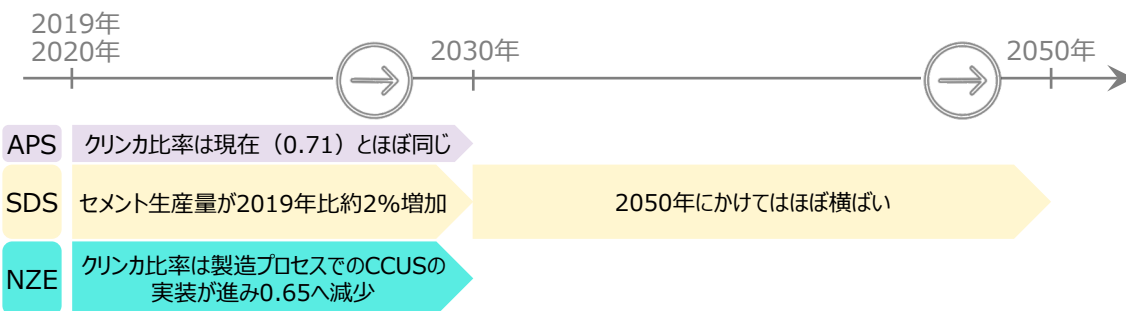 2019年
2020年
2030年
2050年
APS
クリンカ比率は現在（0.71）とほぼ同じ
SDS
セメント生産量が2019年比約2%増加
2050年にかけてはほぼ横ばい
NZE
クリンカ比率は製造プロセスでのCCUSの
実装が進み0.65へ減少